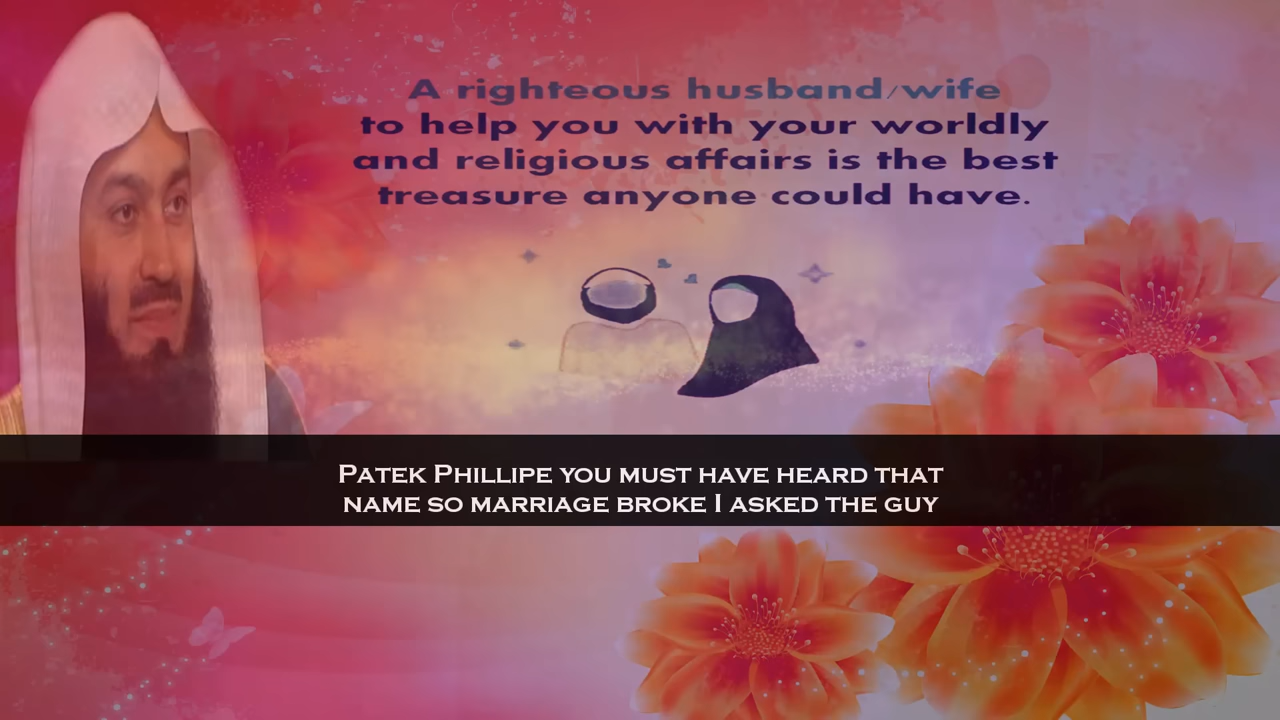 A righteous husband/wife
to help you with your worldly
and religious affairs is the best
treasure anyone could have.
Patek Phillipe you must have heard that
name so marriage broke I asked the guy